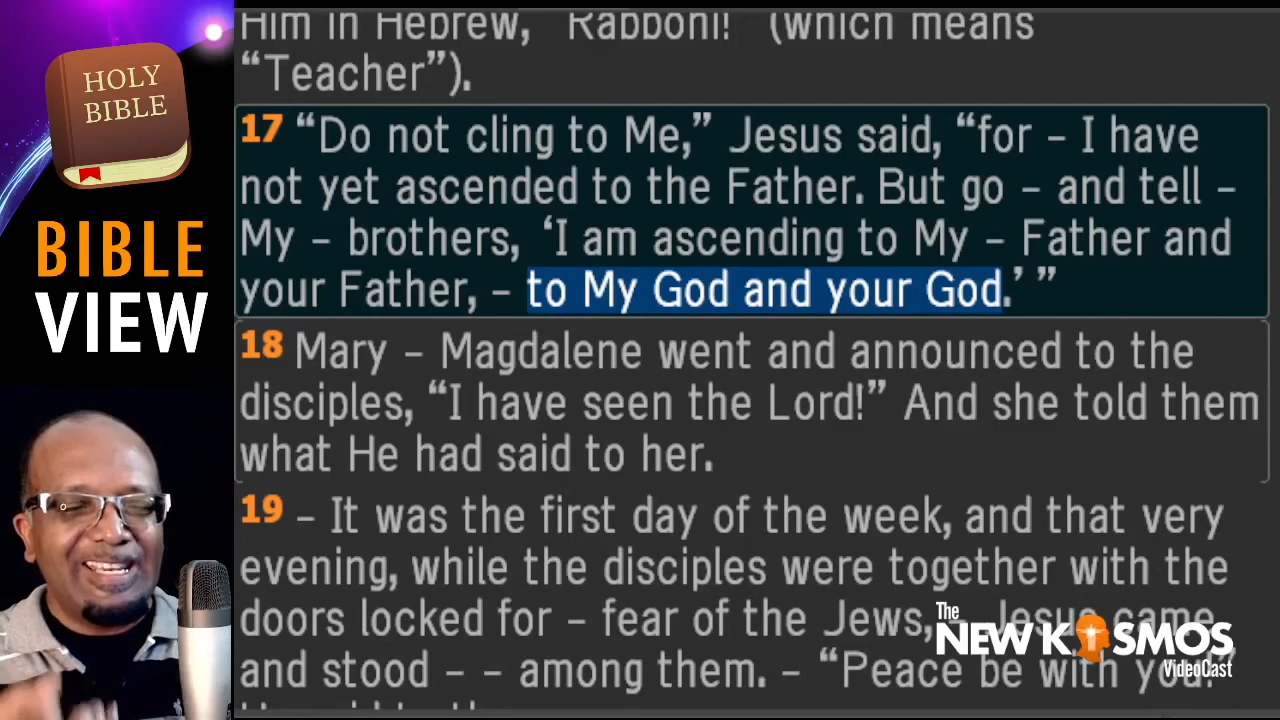 HOLY
BIBLE
BIBLE
VIEW
Him in Hebrew, “Rabboni!” (which means
“Teacher”).
17 “Do not cling to Me,” Jesus said, “for – I have
not yet ascended to the Father. But go – and tell –
My – brothers, ‘I am ascending to My – Father and
your Father, – to My God and your God.’ ”
18 Mary – Magdalene went and announced to the
disciples, “I have seen the Lord!” And she told them
what He had said to her.
19 – It was the first day of the week, and that very
evening, while the disciples were together with the
doors locked for – fear of the Jews, – Jesus came
and stood – – among them. – “Peace be with you!”
The
NEW KOSMOS
VideoCast